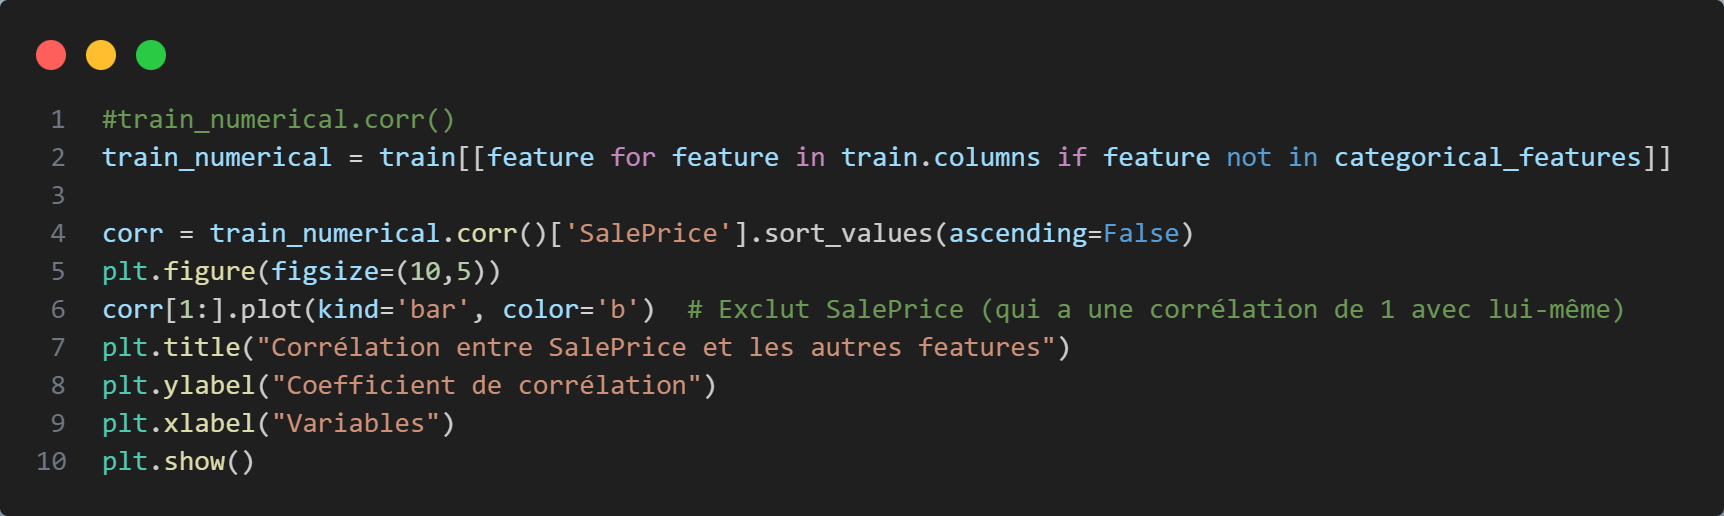 1 #train_numerical.corr()
2 train_numerical = train[[feature for feature in train.columns if feature not in categorical_features]]
3
4 corr = train_numerical.corr()['SalePrice'].sort_values(ascending=False)
5 plt.figure(figsize=(10,5))
6 corr[1:].plot(kind='bar', color='b')  # Exclut SalePrice (qui a une corrélation de 1 avec lui-même)
7 plt.title("Corrélation entre SalePrice et les autres features")
8 plt.ylabel("Coefficient de corrélation")
9 plt.xlabel("Variables")
10 plt.show()